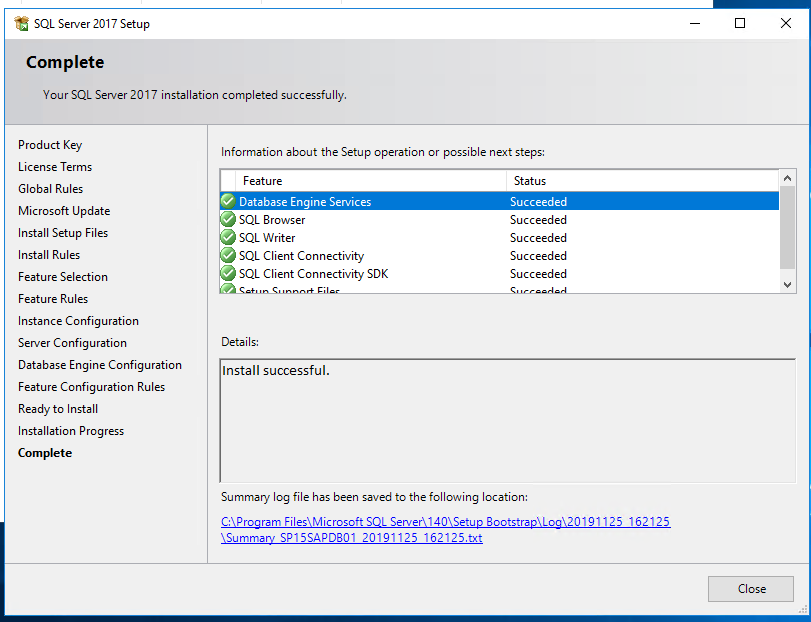 SQL Server 2017 Setup
Complete
Your SQL Server 2017 installation completed successfully.
Product Key
License Terms
Global Rules
Microsoft Update
Install Setup Files
Install Rules
Feature Selection
Feature Rules
Instance Configuration
Server Configuration
Database Engine Configuration
Feature Configuration Rules
Ready to Install
Installation Progress
Complete
Information about the Setup operation or possible next steps:
Feature Status
Database Engine Services Succeeded
SQL Browser Succeeded
SQL Writer Succeeded
SQL Client Connectivity Succeeded
SQL Client Connectivity SDK Succeeded
Setup Support Files Succeeded
Details:
Install successful.
Summary log file has been saved to the following location:
C:\Program Files\Microsoft SQL Server\140\Setup Bootstrap\Log\20191125_162125
\Summary_SP15SAPDB01_20191125_162125.txt
Close